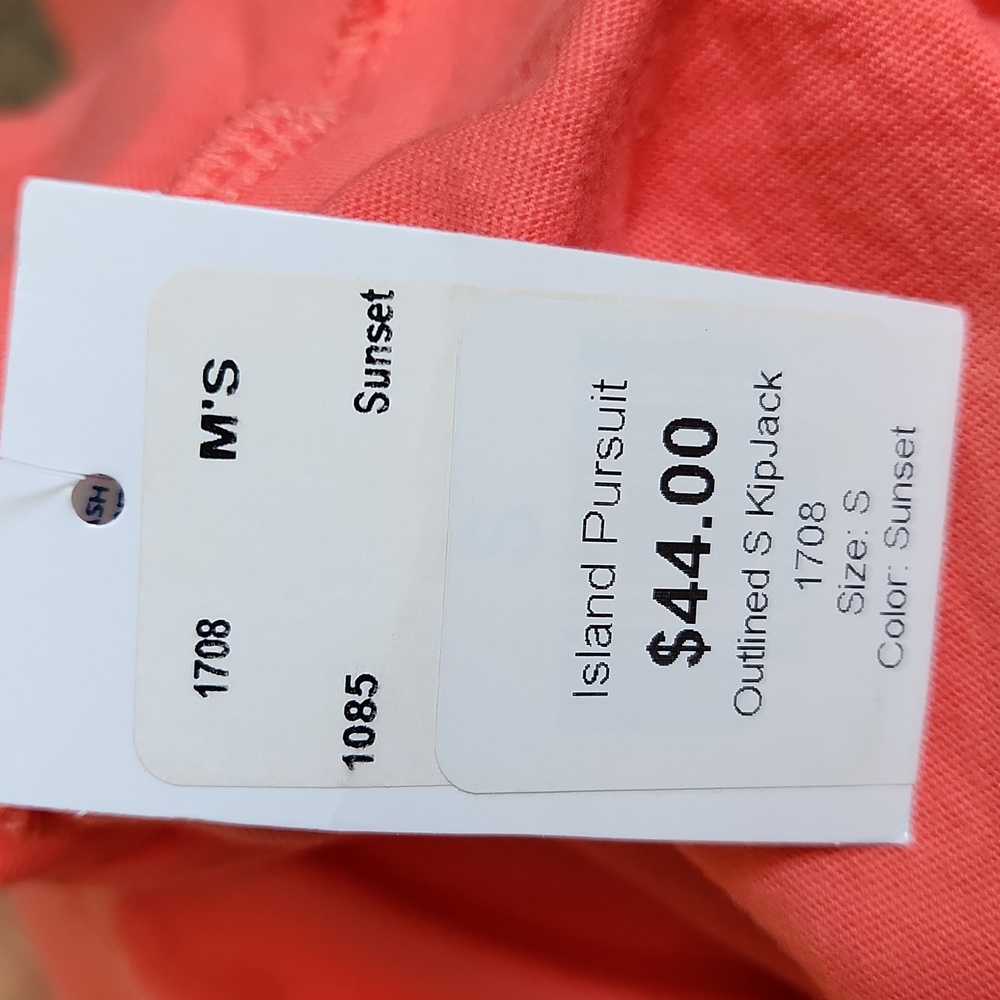 1708 M'S
1085 Sunset
Island Pursuit
$44.00
Outlined S KipJack
1708
Size: S
Color: Sunset